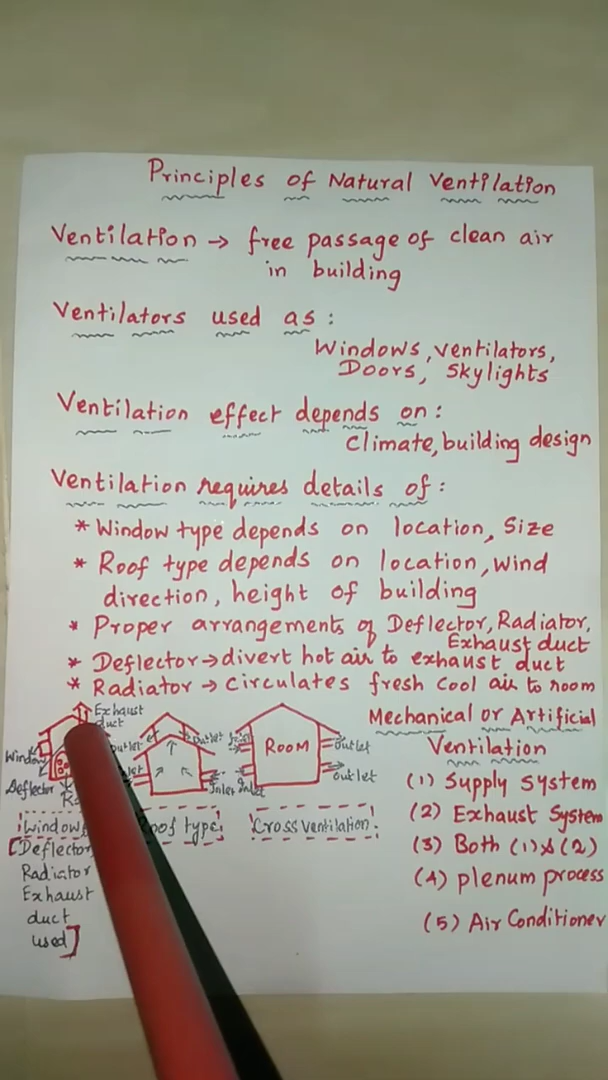 Principles of Natural Ventilation
Ventilation → free passage of clean air
in building
Ventilators used as :
Windows, ventilators,
Doors, Skylights
Ventilation effect depends on :
climate, building design
Ventilation requires details of :
* Window type depends on location, Size
* Roof type depends on location, wind
direction, height of building
* Proper arrangements of Deflector, Radiator,
Exhaust duct
* Deflector → divert hot air to exhaust duct
* Radiator → Circulates fresh cool air to room
Exhaust
duct
Window
Deflector
outlet
outlet
Inlet
Inlet
ROOM
outlet
outlet
Window
Roof type
Cross ventilation
[Deflector
Radiator
Exhaust
duct
used]
Mechanical or Artificial
Ventilation
(1) Supply system
(2) Exhaust System
(3) Both (1) & (2)
(4) plenum process
(5) Air Conditioner